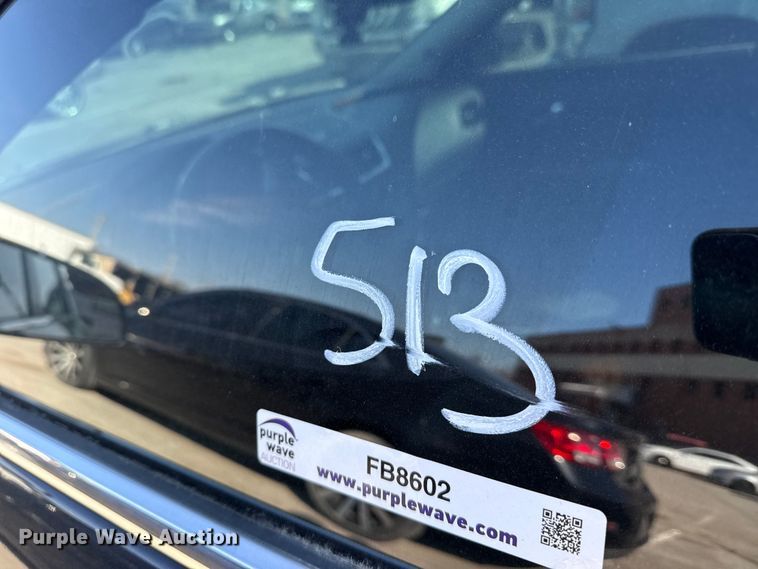 513
purple
wave
AUCTION
FB8602
www.purplewave.com
Purple Wave Auction®